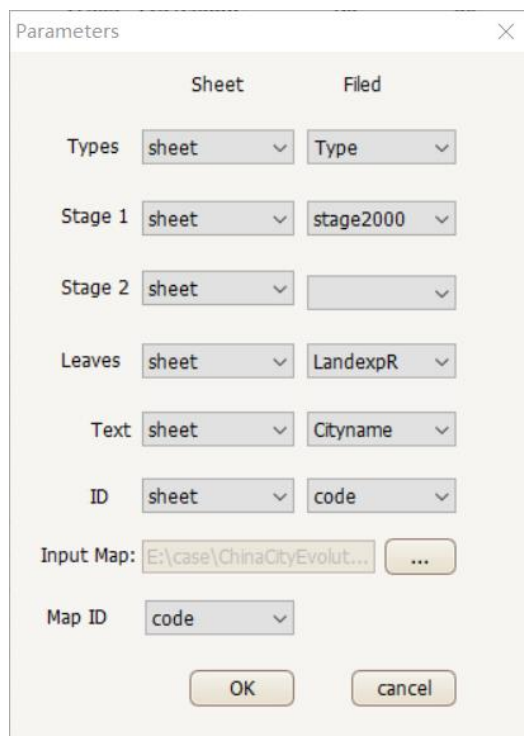 Parameters
Sheet Filed
Types sheet Type
Stage 1 sheet stage2000
Stage 2 sheet
Leaves sheet LandexpR
Text sheet Cityname
ID sheet code
Input Map: E:\case\ChinaCityEvolut... ...
Map ID code
OK cancel